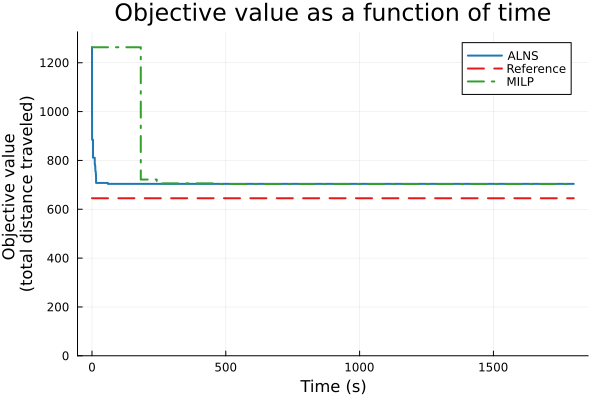 Objective value as a function of time
ALNS
Reference
MILP
Objective value
(total distance traveled)
1200
1000
800
600
400
200
0
0 500 1000 1500
Time (s)